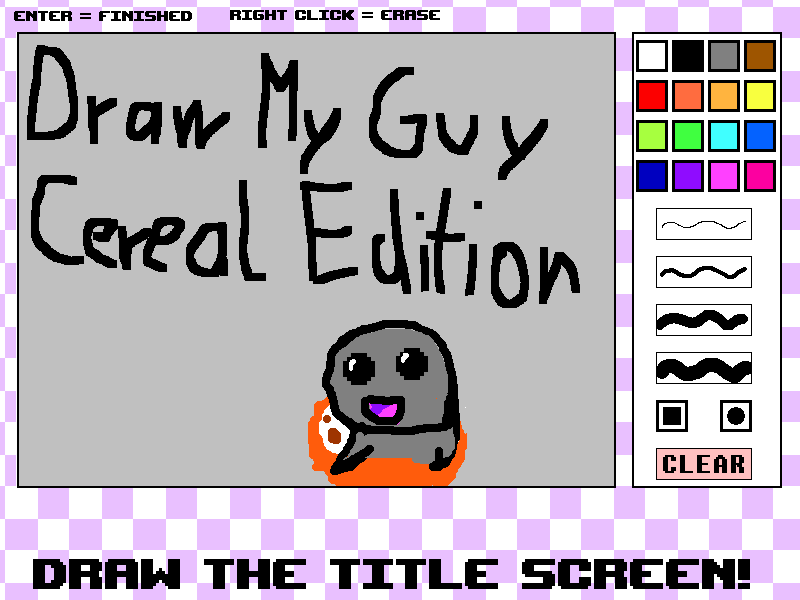 ENTER = FINISHED
RIGHT CLICK = ERASE
Draw My Guy
Cereal Edition
CLEAR
DRAW THE TITLE SCREEN!